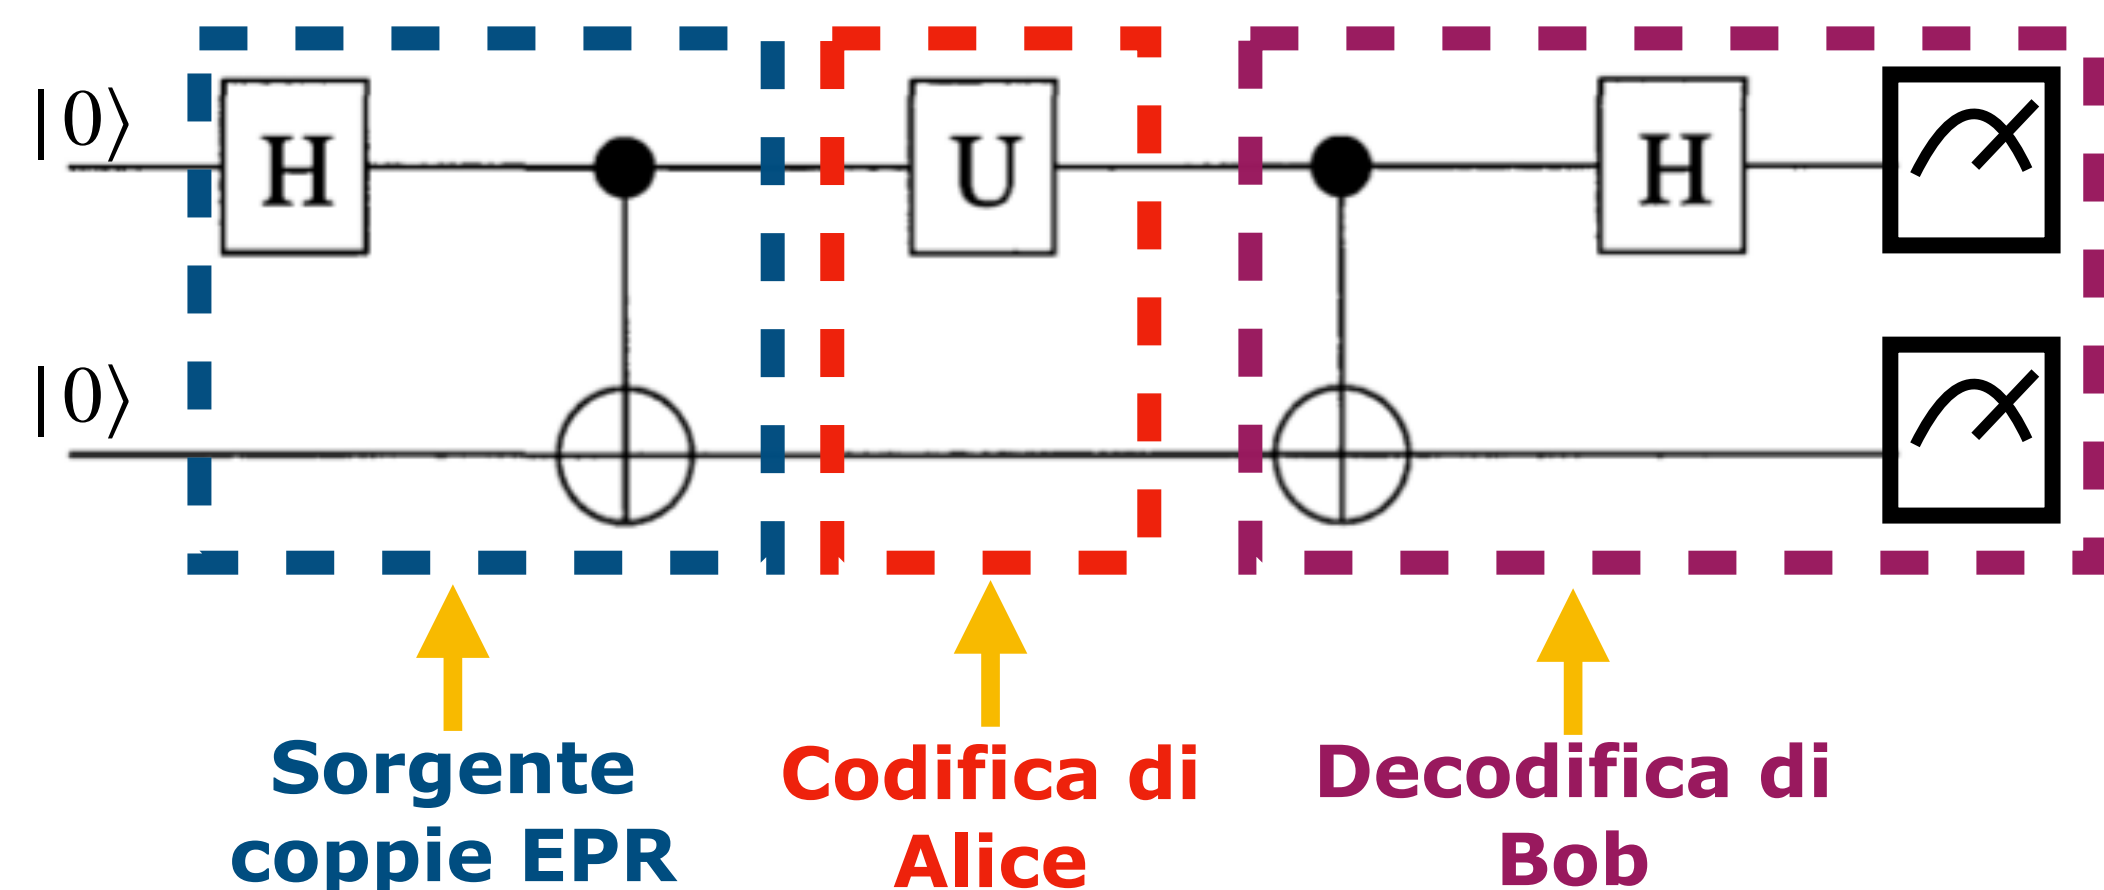 |0⟩
H
U
H
|0⟩
Sorgente
coppie EPR
Codifica di
Alice
Decodifica di
Bob